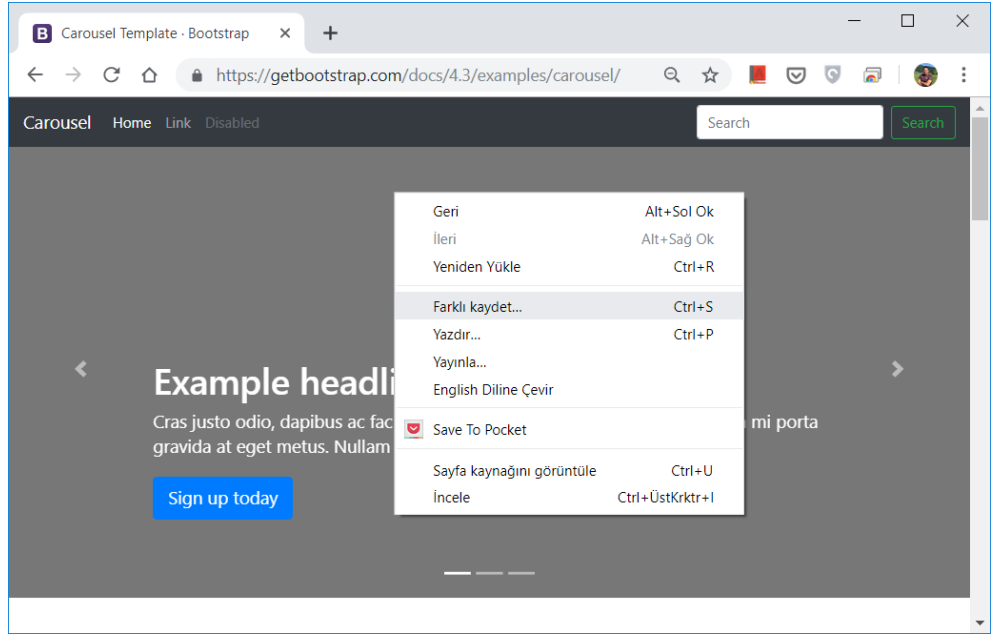 Carousel Template · Bootstrap
https://getbootstrap.com/docs/4.3/examples/carousel/
Carousel Home Link Disabled Search Search
Geri Alt+Sol Ok
İleri Alt+Sağ Ok
Yeniden Yükle Ctrl+R
Farklı kaydet... Ctrl+S
Yazdır... Ctrl+P
Yayınla...
English Diline Çevir
Save To Pocket
Sayfa kaynağını görüntüle Ctrl+U
İncele Ctrl+ÜstKrktr+I
Example headli
Cras justo odio, dapibus ac fac mi porta
gravida at eget metus. Nullam
Sign up today